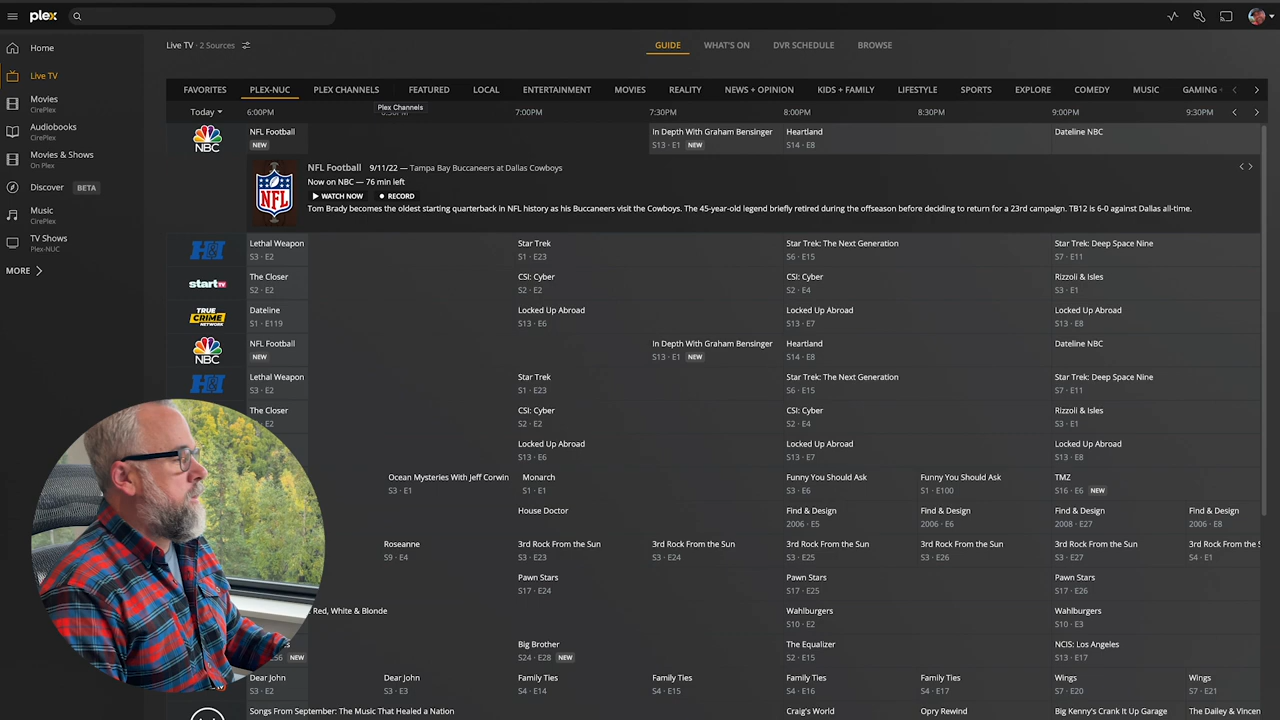 plex
Live TV · 2 Sources
GUIDE WHAT'S ON DVR SCHEDULE BROWSE
Home
Live TV
Movies
CirePlex
Audiobooks
CirePlex
Movies & Shows
On Plex
Discover BETA
Music
CirePlex
TV Shows
Plex-NUC
MORE
FAVORITES PLEX-NUC PLEX CHANNELS FEATURED LOCAL ENTERTAINMENT MOVIES REALITY NEWS + OPINION KIDS + FAMILY LIFESTYLE SPORTS EXPLORE COMEDY MUSIC GAMING +
Plex Channels
Today 6:00PM 7:00PM 7:30PM 8:00PM 8:30PM 9:00PM 9:30PM
NBC NFL Football In Depth With Graham Bensinger Heartland Dateline NBC
NEW S13 · E1 NEW S14 · E8
NFL Football 9/11/22 — Tampa Bay Buccaneers at Dallas Cowboys
Now on NBC — 76 min left
WATCH NOW RECORD
NFL
Tom Brady becomes the oldest starting quarterback in NFL history as his Buccaneers visit the Cowboys. The 45-year-old legend briefly retired during the offseason before deciding to return for a 23rd campaign. TB12 is 6-0 against Dallas all-time.
H&I Lethal Weapon Star Trek Star Trek: The Next Generation Star Trek: Deep Space Nine
S3 · E2 S1 · E23 S6 · E15 S7 · E11
start TV The Closer CSI: Cyber CSI: Cyber Rizzoli & Isles
S2 · E2 S2 · E2 S2 · E4 S3 · E1
TRUE CRIME NETWORK Dateline Locked Up Abroad Locked Up Abroad Locked Up Abroad
S1 · E119 S13 · E6 S13 · E7 S13 · E8
NBC NFL Football In Depth With Graham Bensinger Heartland Dateline NBC
NEW S13 · E1 NEW S14 · E8
H&I Lethal Weapon Star Trek Star Trek: The Next Generation Star Trek: Deep Space Nine
S3 · E2 S1 · E23 S6 · E15 S7 · E11
The Closer CSI: Cyber CSI: Cyber Rizzoli & Isles
E2 S2 · E2 S2 · E4 S3 · E1
Locked Up Abroad Locked Up Abroad Locked Up Abroad
S13 · E6 S13 · E7 S13 · E8
Ocean Mysteries With Jeff Corwin Monarch Funny You Should Ask Funny You Should Ask TMZ
S3 · E1 S1 · E1 S3 · E6 S1 · E100 S16 · E6 NEW
House Doctor Find & Design Find & Design Find & Design Find & Design
2006 · E5 2006 · E6 2008 · E27 2006 · E8
Roseanne 3rd Rock From the Sun 3rd Rock From the Sun 3rd Rock From the Sun 3rd Rock From the Sun 3rd Rock From the Sun 3rd Rock From the S
S9 · E4 S3 · E23 S3 · E24 S3 · E25 S3 · E26 S3 · E27 S4 · E1
Pawn Stars Pawn Stars Pawn Stars
S17 · E24 S17 · E25 S17 · E26
Red, White & Blonde Wahlburgers Wahlburgers
S10 · E2 S10 · E3
Big Brother The Equalizer NCIS: Los Angeles
E56 NEW S24 · E28 NEW S2 · E15 S13 · E17
Dear John Dear John Family Ties Family Ties Family Ties Family Ties Wings Wings
S3 · E2 S3 · E3 S4 · E14 S4 · E15 S4 · E16 S4 · E17 S7 · E20 S7 · E21
Songs From September: The Music That Healed a Nation Craig's World Opry Rewind Big Kenny's Crank It Up Garage The Dailey & Vincen